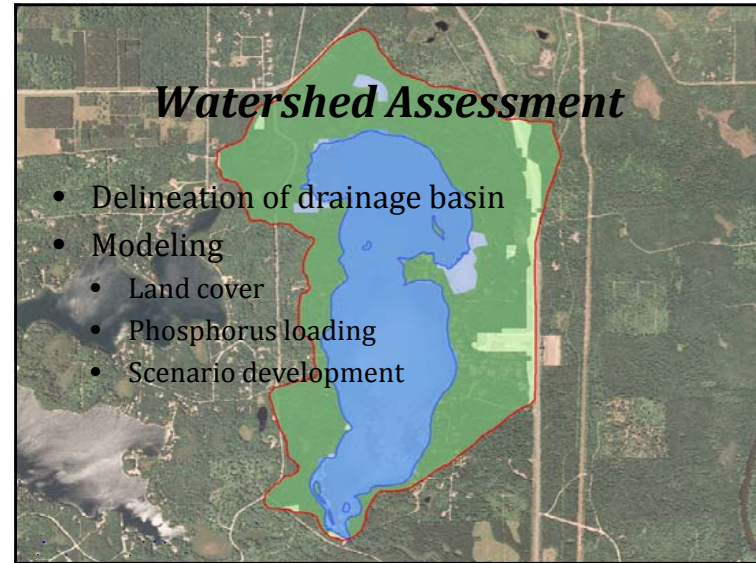 Watershed Assessment
• Delineation of drainage basin
• Modeling
• Land cover
• Phosphorus loading
• Scenario development